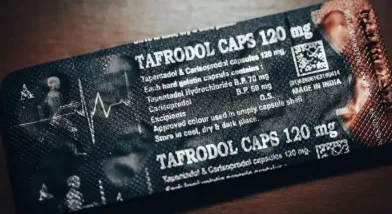 TAFRODOL CAPS 120 mg
Tapentadol & Carisoprodol capsules 120 mg.
Each hard gelatin capsule contains :
Tapentadol Hydrochloride B.P. 70 mg
Carisoprodol B.P. 50 mg
Excipients Q.S.
Approved colour used in empty capsule shell
Store in cool, dry & dark place.
MADE IN INDIA
TAFRODOL CAPS 120 mg
Tapentadol & Carisoprodol capsules 120 mg.